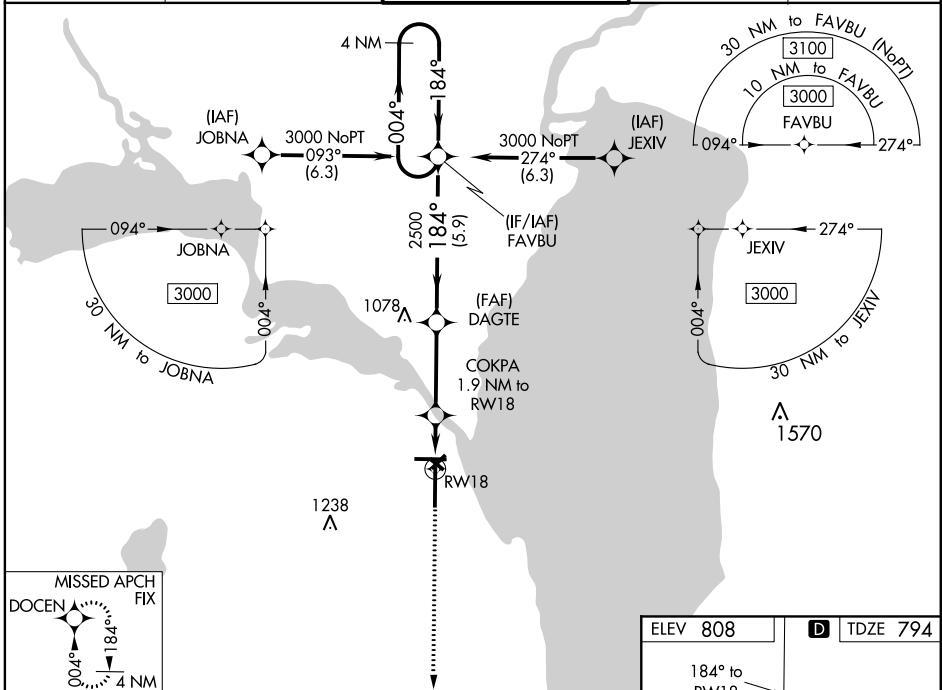 30 NM to FAVBU (NoPT)
3100
10 NM to FAVBU
3000
FAVBU
094°
274°
4 NM
004°
184°
(IAF)
JOBNA
3000 NoPT
093°
(6.3)
3000 NoPT
274°
(6.3)
(IAF)
JEXIV
(IF/IAF)
FAVBU
2500
184°
(5.9)
094°
JOBNA
3000
004°
30 NM to JOBNA
274°
JEXIV
3000
004°
30 NM to JEXIV
1078
(FAF)
DAGTE
COKPA
1.9 NM to
RW18
RW18
1570
1238
MISSED APCH
FIX
DOCEN
184°
004°
4 NM
ELEV 808
D
TDZE 794
184° to